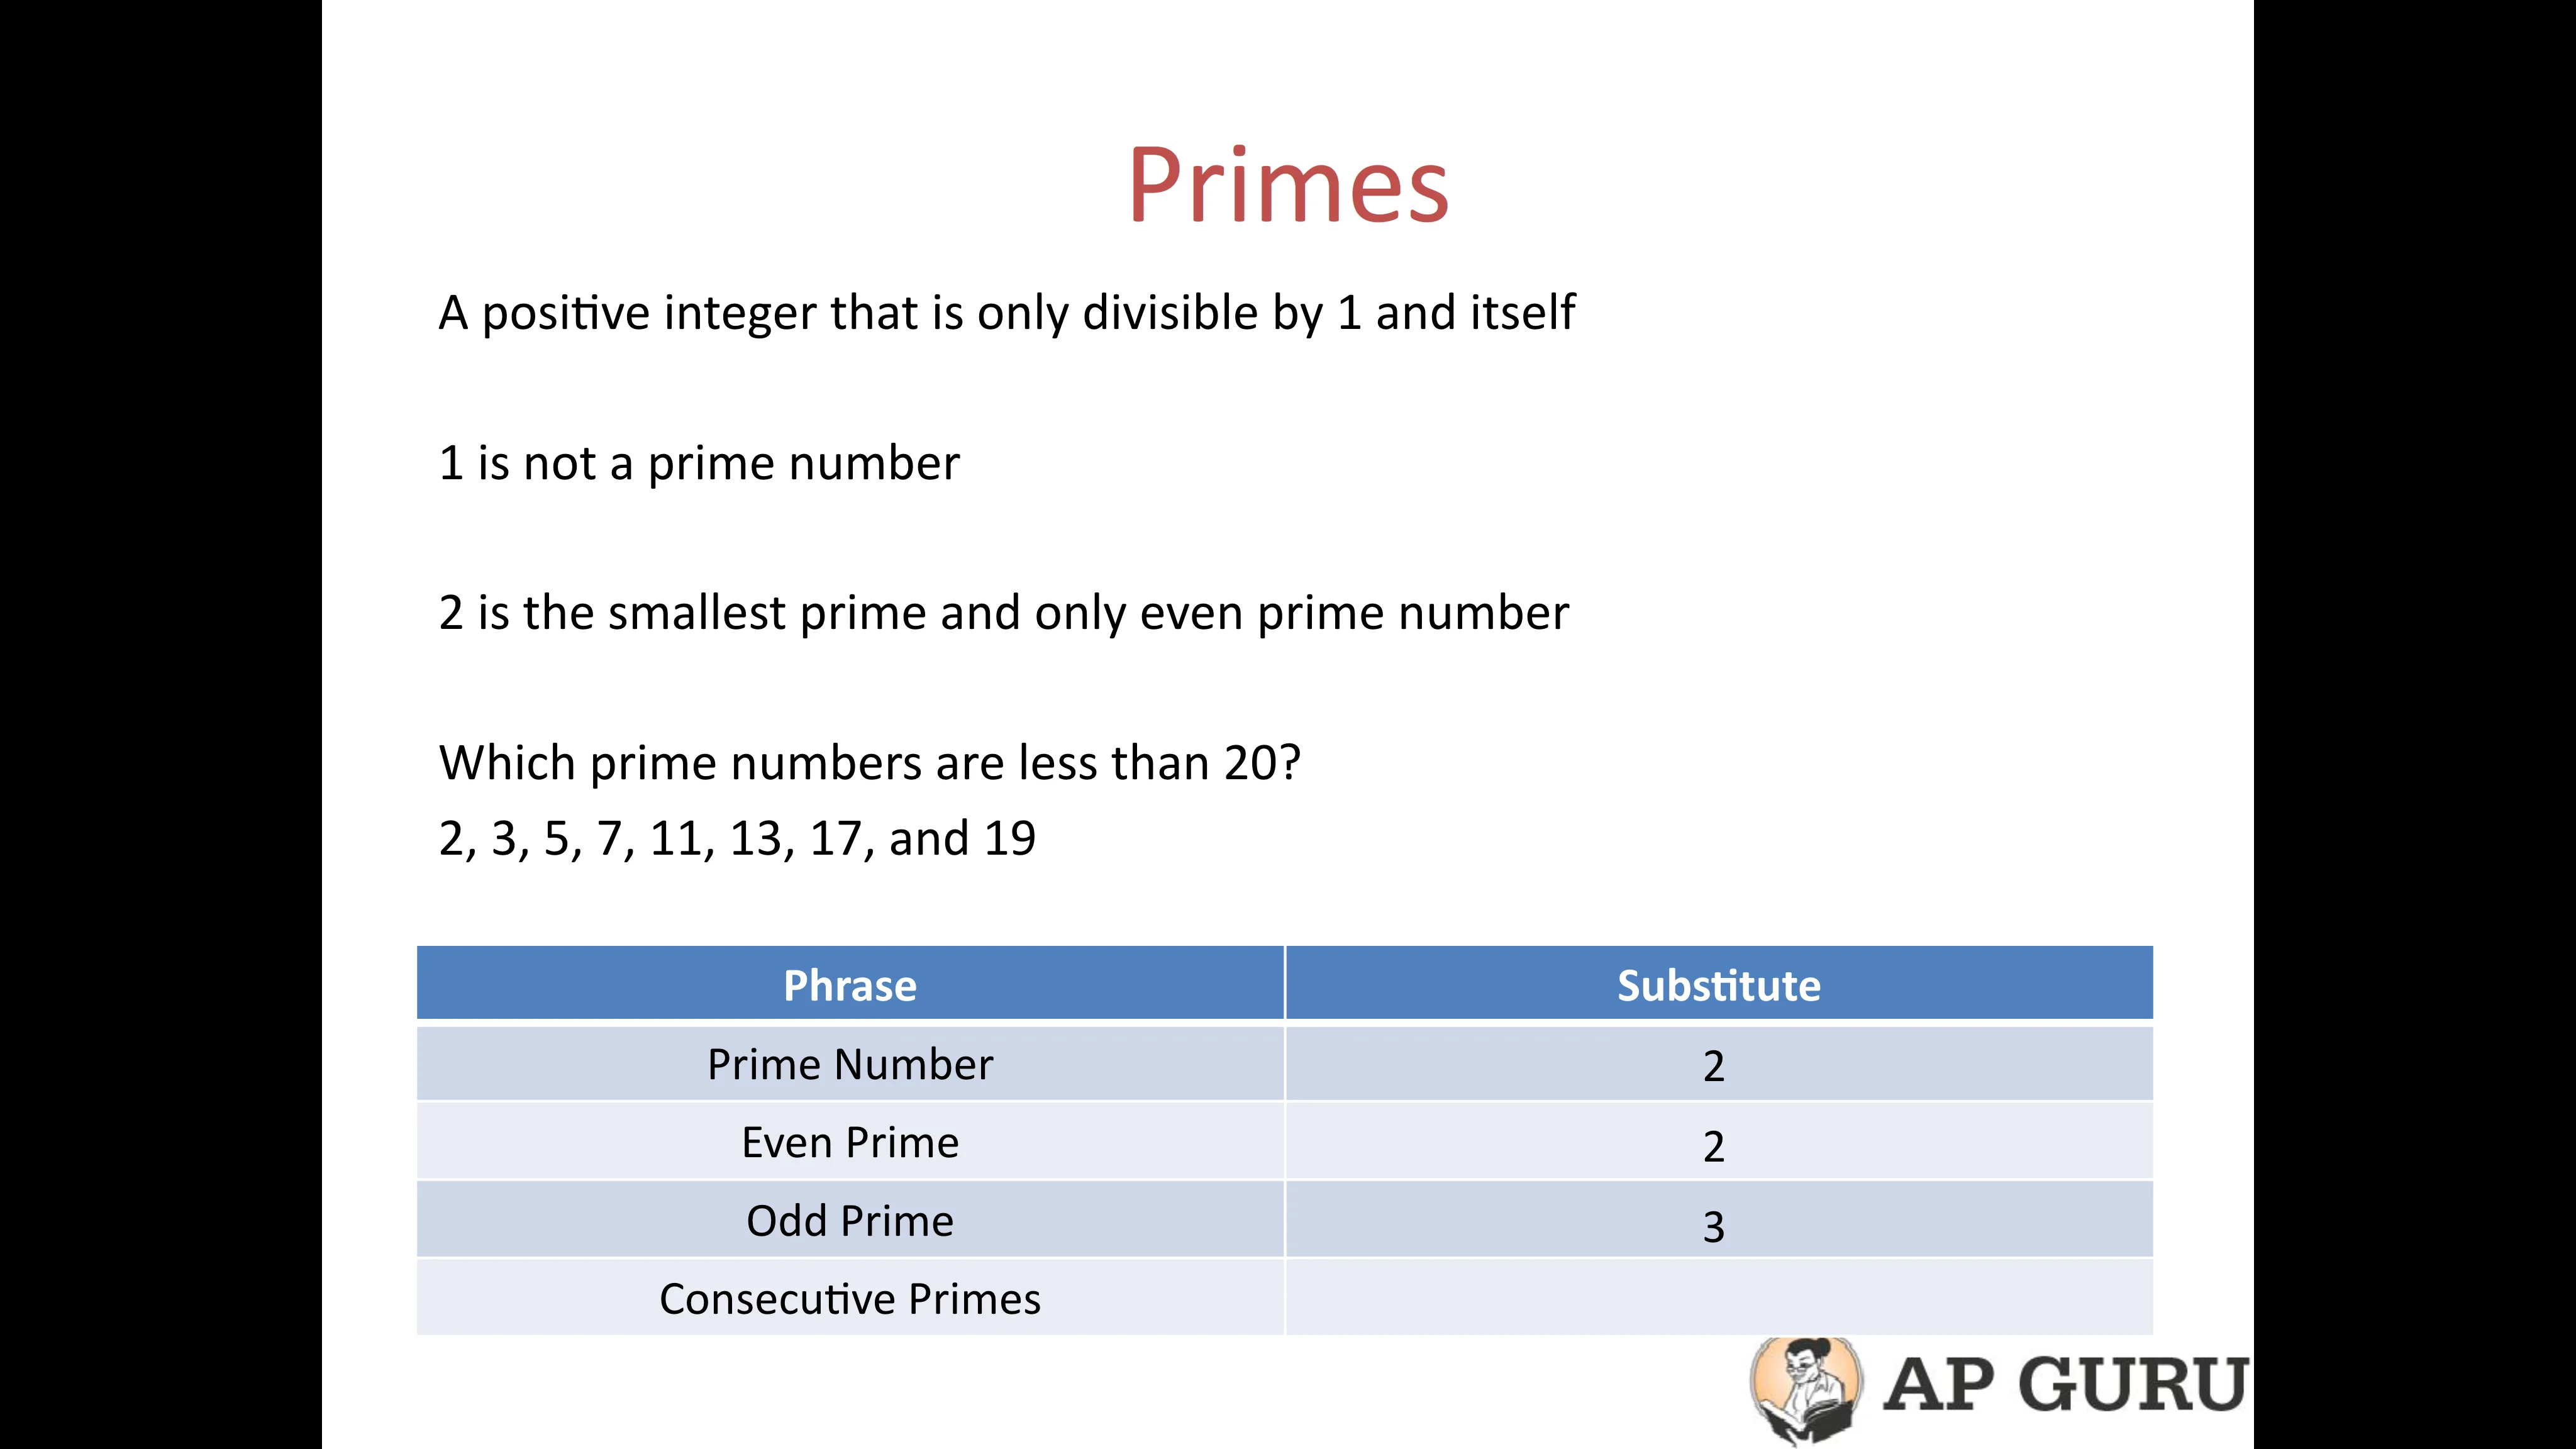 Primes
A positive integer that is only divisible by 1 and itself
1 is not a prime number
2 is the smallest prime and only even prime number
Which prime numbers are less than 20?
2, 3, 5, 7, 11, 13, 17, and 19
Phrase Substitute
Prime Number 2
Even Prime 2
Odd Prime 3
Consecutive Primes
AP GURU